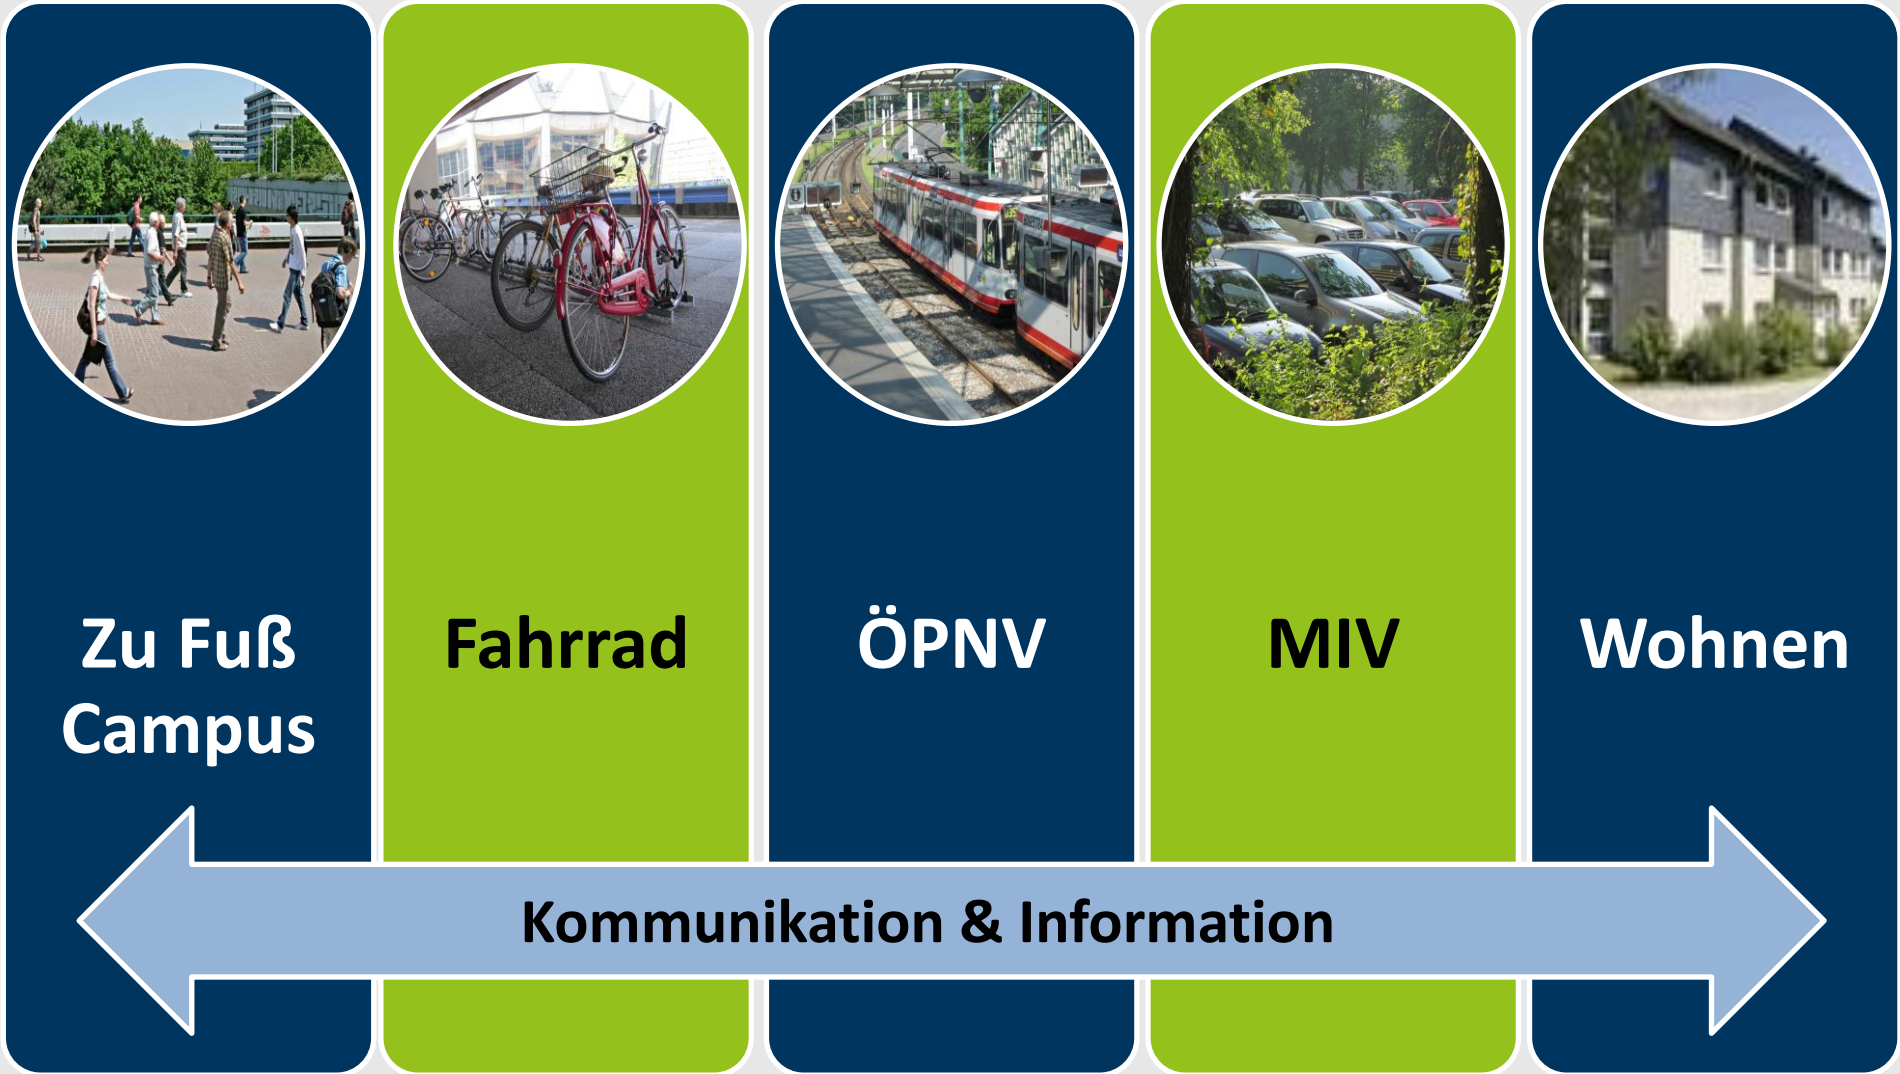 Zu Fuß
Campus
Fahrrad
ÖPNV
MIV
Wohnen
Kommunikation & Information